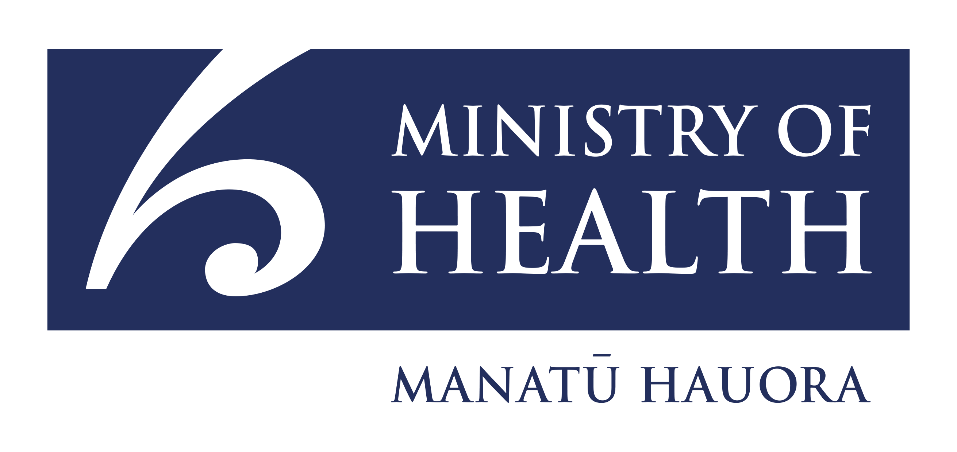 MINISTRY OF
HEALTH
MANATŪ HAUORA